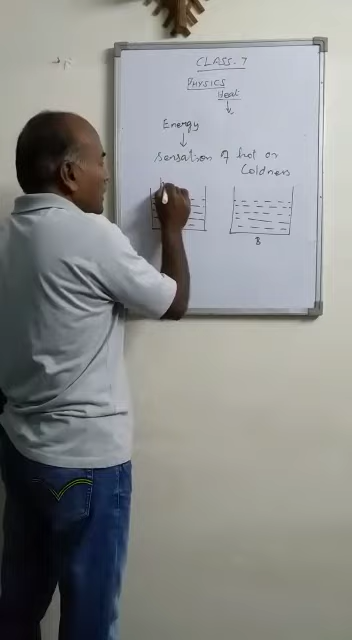 CLASS. 7
PHYSICS
Heat
Energy
Sensation of hot or
Coldness
B